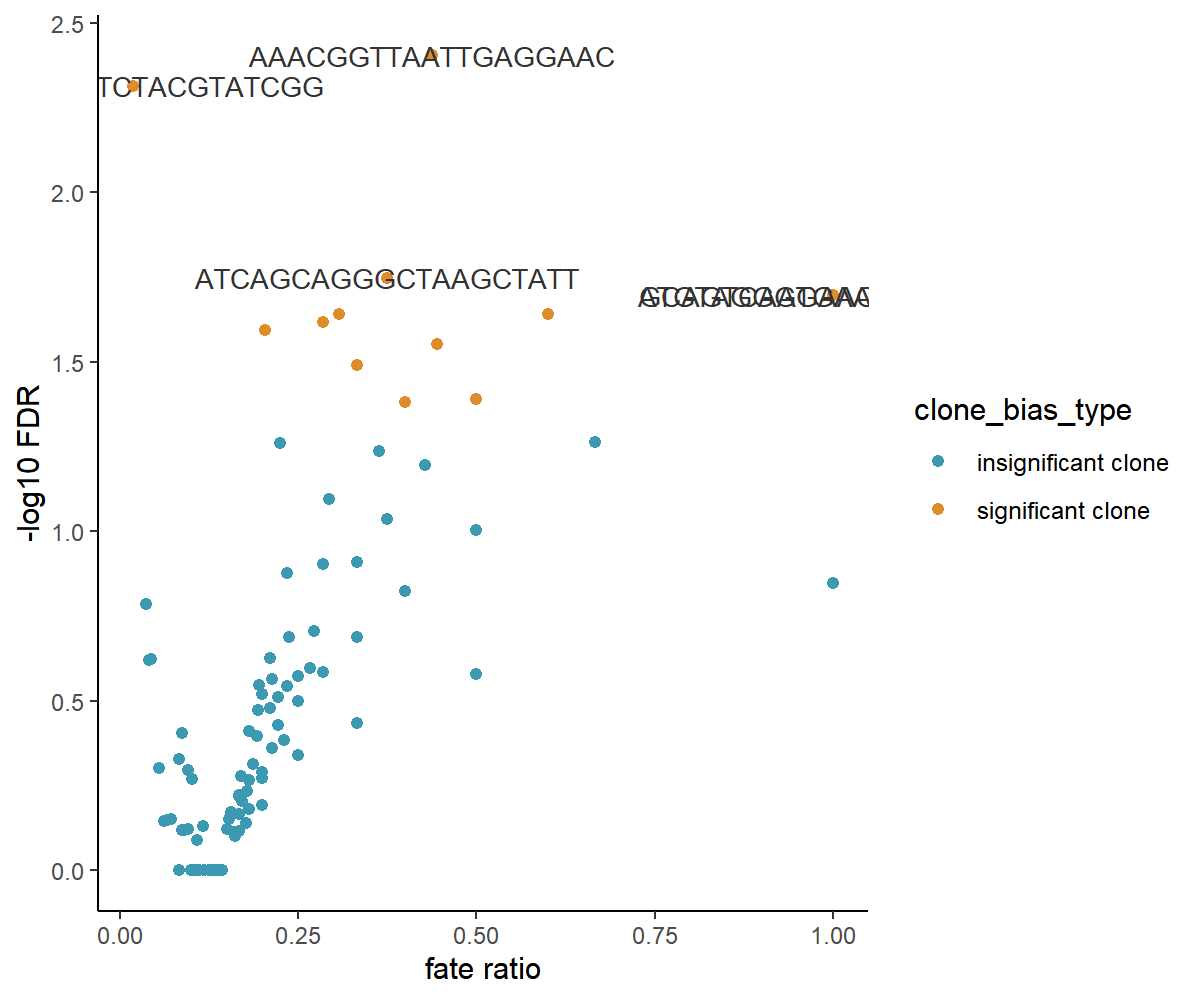 2.5
AAACGGTTAATTGAGGAAC
TCTACGTATCGG
2.0
ATCAGCAGGGCTAAGCTATT
1.5
-log10 FDR
clone_bias_type
insignificant clone
significant clone
1.0
0.5
0.0
0.00 0.25 0.50 0.75 1.00
fate ratio